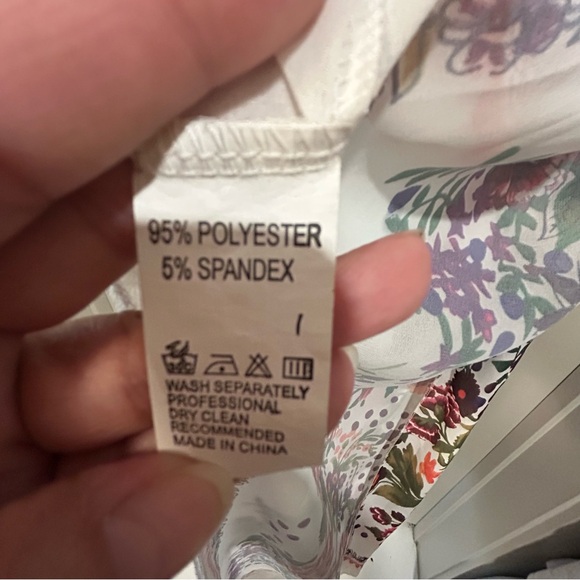 95% POLYESTER
5% SPANDEX
WASH SEPARATELY
PROFESSIONAL
DRY CLEAN
RECOMMENDED
MADE IN CHINA